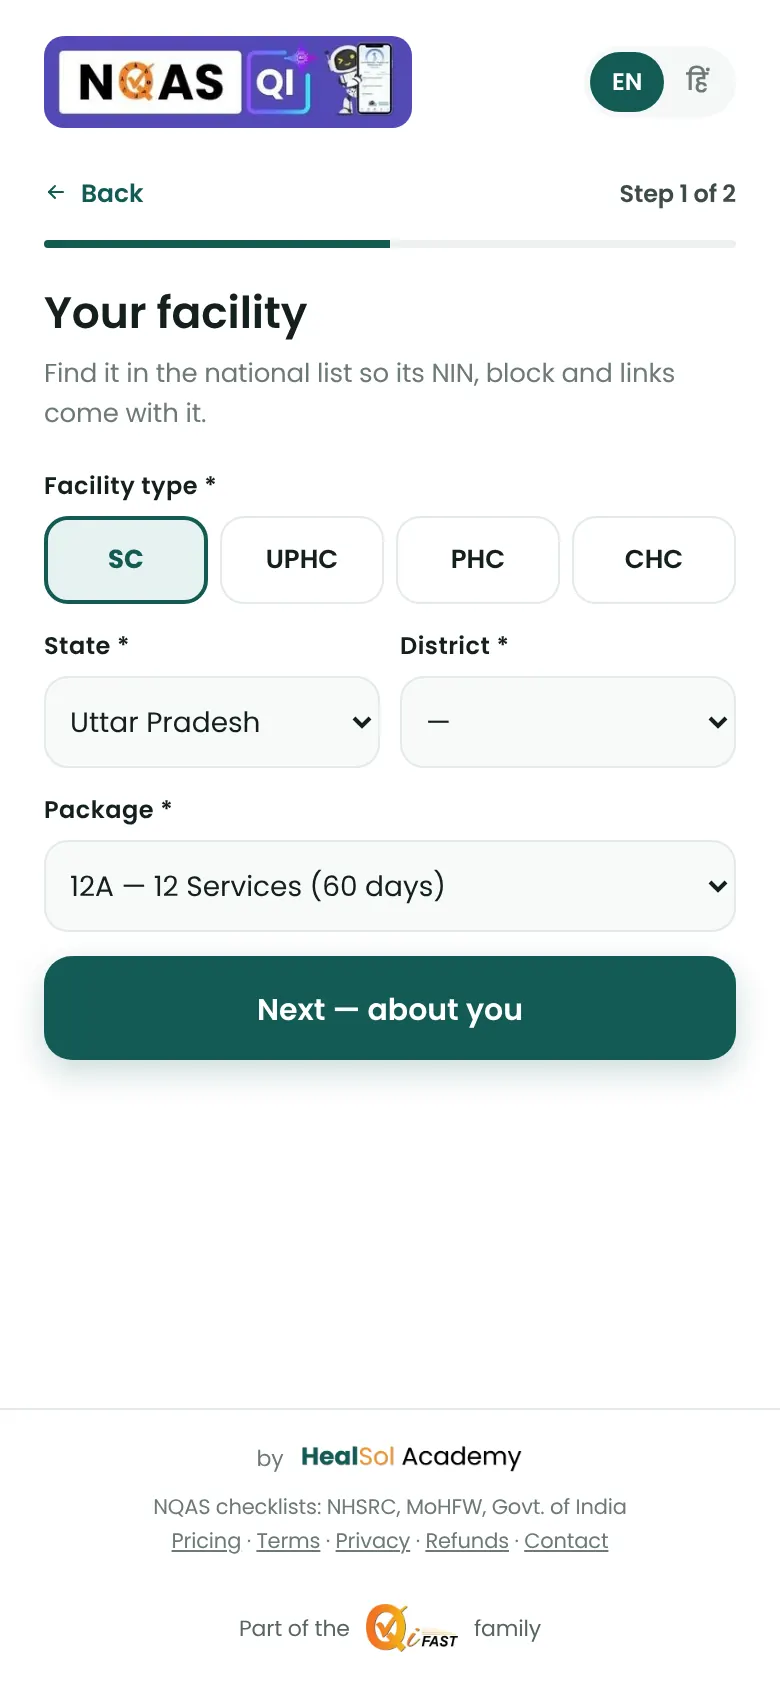 NQAS QI
EN हिं
← Back
Step 1 of 2
Your facility
Find it in the national list so its NIN, block and links
come with it.
Facility type *
SC UPHC PHC CHC
State * District *
Uttar Pradesh —
Package *
12A — 12 Services (60 days)
Next — about you
by HealSol Academy
NQAS checklists: NHSRC, MoHFW, Govt. of India
Pricing · Terms · Privacy · Refunds · Contact
Part of the Qi FAST family